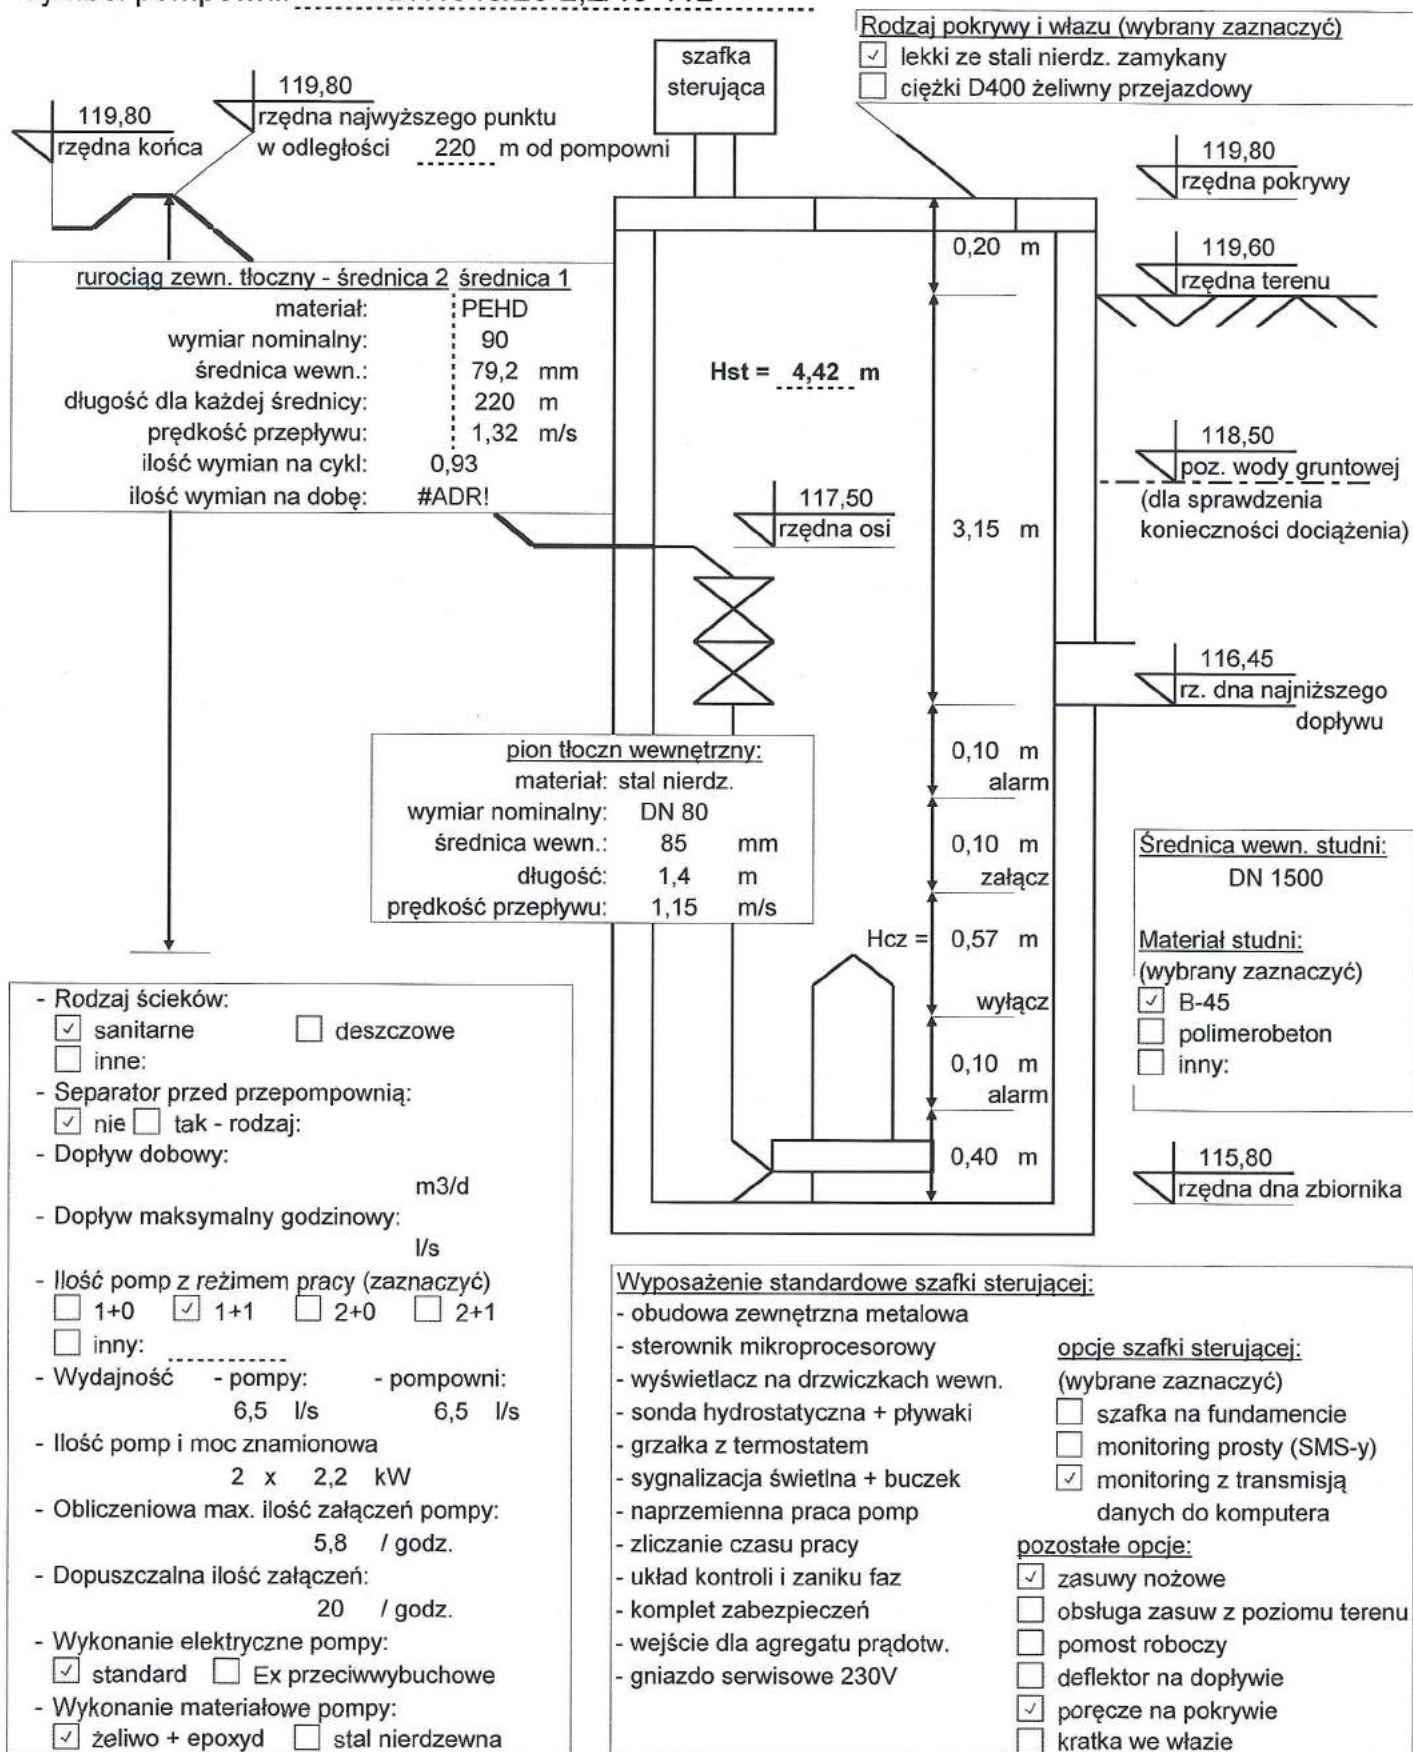 Rodzaj pokrywy i włazu (wybrany zaznaczyć)
lekki ze stali nierdz. zamykany
ciężki D400 żeliwny przejazdowy
szafka
sterująca
119,80
rzędna końca
119,80
rzędna najwyższego punktu
w odległości 220 m od pompowni
119,80
rzędna pokrywy
0,20 m
119,60
rzędna terenu
rurociąg zewn. tłoczny - średnica 2 średnica 1
materiał: PEHD
wymiar nominalny: 90
średnica wewn.: 79,2 mm
długość dla każdej średnicy: 220 m
prędkość przepływu: 1,32 m/s
ilość wymian na cykl: 0,93
ilość wymian na dobę: #ADR!
Hst = 4,42 m
118,50
poz. wody gruntowej
(dla sprawdzenia
konieczności dociążenia)
117,50
rzędna osi
3,15 m
116,45
rz. dna najniższego
dopływu
pion tłoczn wewnętrzny:
materiał: stal nierdz.
wymiar nominalny: DN 80
średnica wewn.: 85 mm
długość: 1,4 m
prędkość przepływu: 1,15 m/s
0,10 m
alarm
0,10 m
załącz
Hcz = 0,57 m
wyłącz
0,10 m
alarm
0,40 m
Średnica wewn. studni:
DN 1500
Materiał studni:
(wybrany zaznaczyć)
B-45
polimerobeton
inny:
115,80
rzędna dna zbiornika
- Rodzaj ścieków:
sanitarne deszczowe
inne:
- Separator przed przepompownią:
nie tak - rodzaj:
- Dopływ dobowy:
m3/d
- Dopływ maksymalny godzinowy:
l/s
- Ilość pomp z reżimem pracy (zaznaczyć)
1+0 1+1 2+0 2+1
inny:
- Wydajność - pompy: - pompowni:
6,5 l/s 6,5 l/s
- Ilość pomp i moc znamionowa
2 x 2,2 kW
- Obliczeniowa max. ilość załączeń pompy:
5,8 / godz.
- Dopuszczalna ilość załączeń:
20 / godz.
- Wykonanie elektryczne pompy:
standard Ex przeciwwybuchowe
- Wykonanie materiałowe pompy:
żeliwo + epoxyd stal nierdzewna
Wyposażenie standardowe szafki sterującej:
- obudowa zewnętrzna metalowa
- sterownik mikroprocesorowy
- wyświetlacz na drzwiczkach wewn.
- sonda hydrostatyczna + pływaki
- grzałka z termostatem
- sygnalizacja świetlna + buczek
- naprzemienna praca pomp
- zliczanie czasu pracy
- układ kontroli i zaniku faz
- komplet zabezpieczeń
- wejście dla agregatu prądotw.
- gniazdo serwisowe 230V
opcje szafki sterującej:
(wybrane zaznaczyć)
szafka na fundamencie
monitoring prosty (SMS-y)
monitoring z transmisją
danych do komputera
pozostałe opcje:
zasuwy nożowe
obsługa zasuw z poziomu terenu
pomost roboczy
deflektor na dopływie
poręcze na pokrywie
kratka we włazie